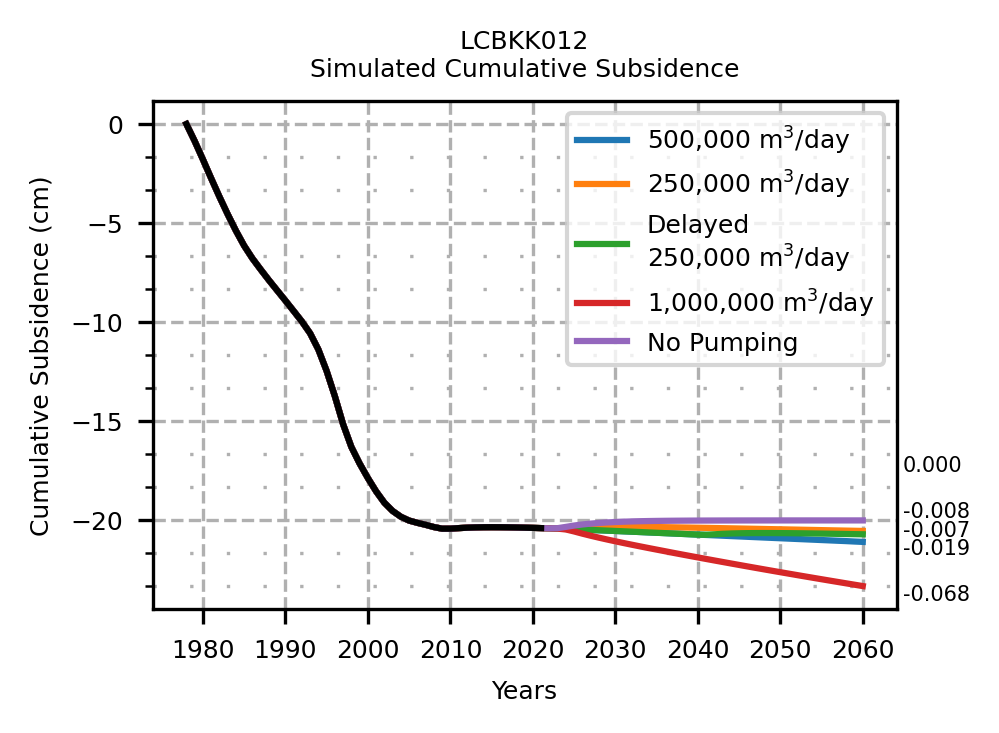 LCBKK012
Simulated Cumulative Subsidence
Cumulative Subsidence (cm)
0
−5
−10
−15
−20
500,000 m³/day
250,000 m³/day
Delayed
250,000 m³/day
1,000,000 m³/day
No Pumping
0.000
-0.008
-0.007
-0.019
-0.068
1980 1990 2000 2010 2020 2030 2040 2050 2060
Years